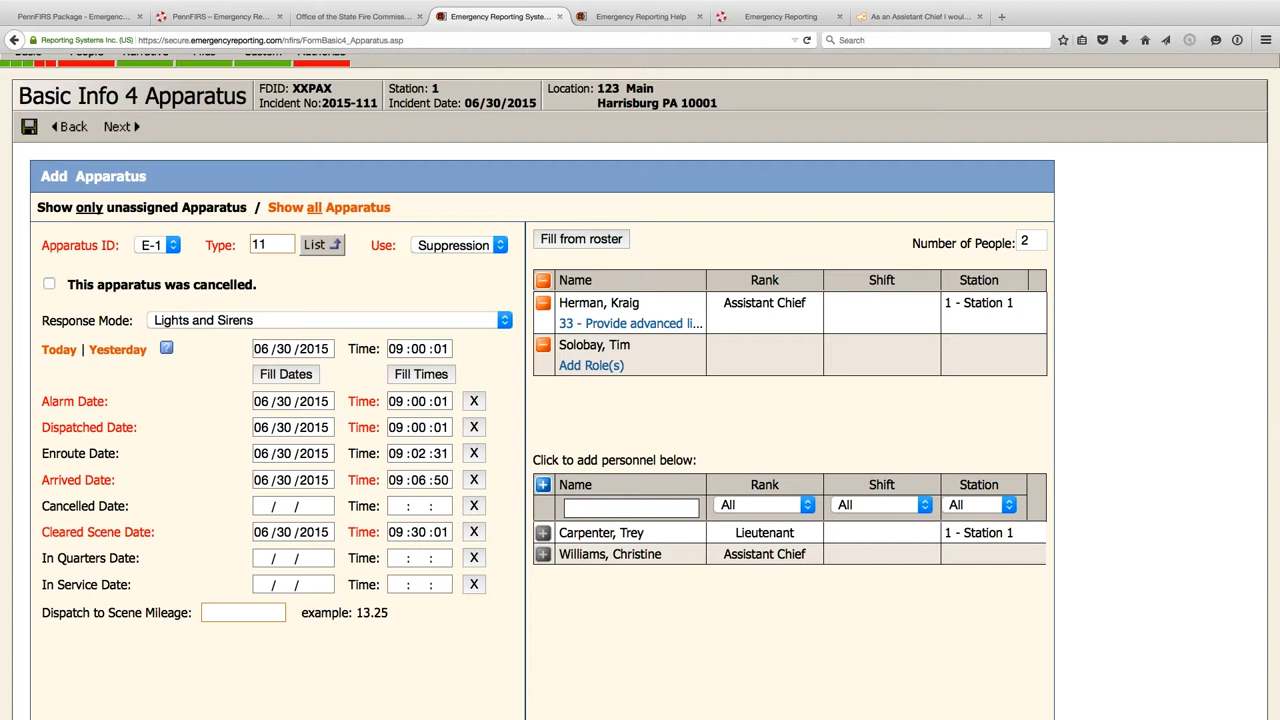 PennFIRS Package - Emergenc... ×
PennFIRS – Emergency Re... ×
Office of the State Fire Commiss... ×
Emergency Reporting Syste... ×
Emergency Reporting Help ×
Emergency Reporting ×
As an Assistant Chief I woul... × +
Reporting Systems Inc. (US) https://secure.emergencyreporting.com/nfirs/FormBasic4_Apparatus.asp Search
Basic Info 4 Apparatus
FDID: XXPAX
Incident No:2015-111
Station: 1
Incident Date: 06/30/2015
Location: 123 Main
Harrisburg PA 10001
Back Next
Add Apparatus
Show only unassigned Apparatus / Show all Apparatus
Apparatus ID: E-1 Type: 11 List Use: Suppression
This apparatus was cancelled.
Response Mode: Lights and Sirens
Today | Yesterday ? 06 /30 /2015 Time: 09 :00 :01
Fill Dates Fill Times
Alarm Date: 06 /30 /2015 Time: 09 :00 :01 X
Dispatched Date: 06 /30 /2015 Time: 09 :00 :01 X
Enroute Date: 06 /30 /2015 Time: 09 :02 :31 X
Arrived Date: 06 /30 /2015 Time: 09 :06 :50 X
Cancelled Date: / / Time: : : X
Cleared Scene Date: 06 /30 /2015 Time: 09 :30 :01 X
In Quarters Date: / / Time: : : X
In Service Date: / / Time: : : X
Dispatch to Scene Mileage: example: 13.25
Fill from roster Number of People: 2
Name Rank Shift Station
Herman, Kraig Assistant Chief 1 - Station 1
33 - Provide advanced li...
Solobay, Tim
Add Role(s)
Click to add personnel below:
Name Rank Shift Station
All All All
Carpenter, Trey Lieutenant 1 - Station 1
Williams, Christine Assistant Chief